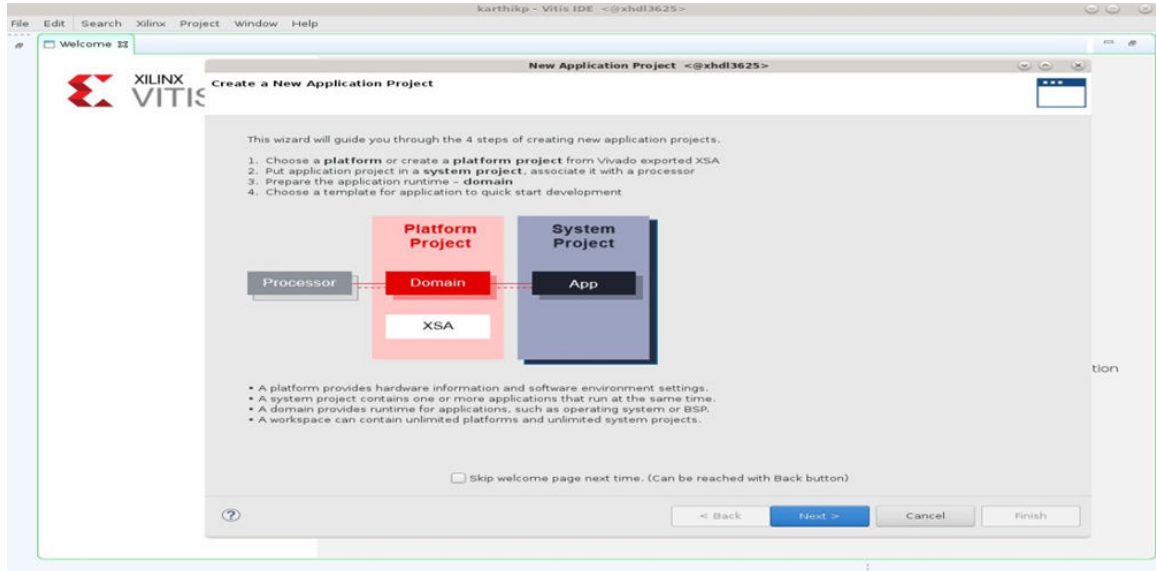 karthikp - Vitis IDE <@xhdl3625>
File Edit Search Xilinx Project Window Help
Welcome
XILINX
VITIS
New Application Project <@xhdl3625>
Create a New Application Project
This wizard will guide you through the 4 steps of creating new application projects.
1. Choose a platform or create a platform project from Vivado exported XSA
2. Put application project in a system project, associate it with a processor
3. Prepare the application runtime – domain
4. Choose a template for application to quick start development
Platform
Project
System
Project
Processor
Domain
App
XSA
tion
• A platform provides hardware information and software environment settings.
• A system project contains one or more applications that run at the same time.
• A domain provides runtime for applications, such as operating system or BSP.
• A workspace can contain unlimited platforms and unlimited system projects.
Skip welcome page next time. (Can be reached with Back button)
? < Back Next > Cancel Finish